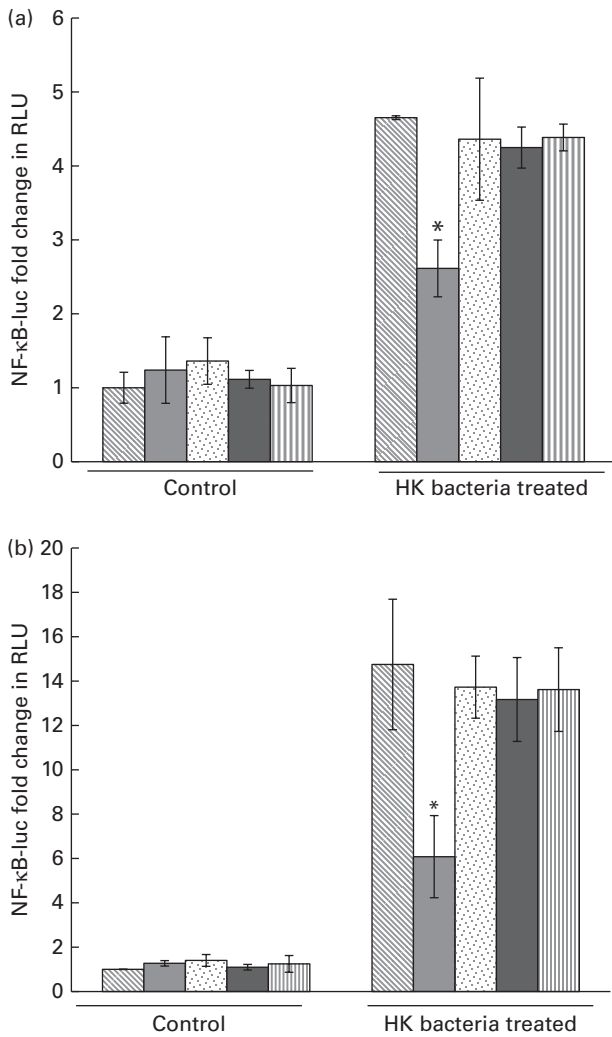 (a)
6
5
4
3
2
1
0
NF-κB-luc fold change in RLU
*
Control
HK bacteria treated
(b)
20
18
16
14
12
10
8
6
4
2
0
NF-κB-luc fold change in RLU
*
Control
HK bacteria treated